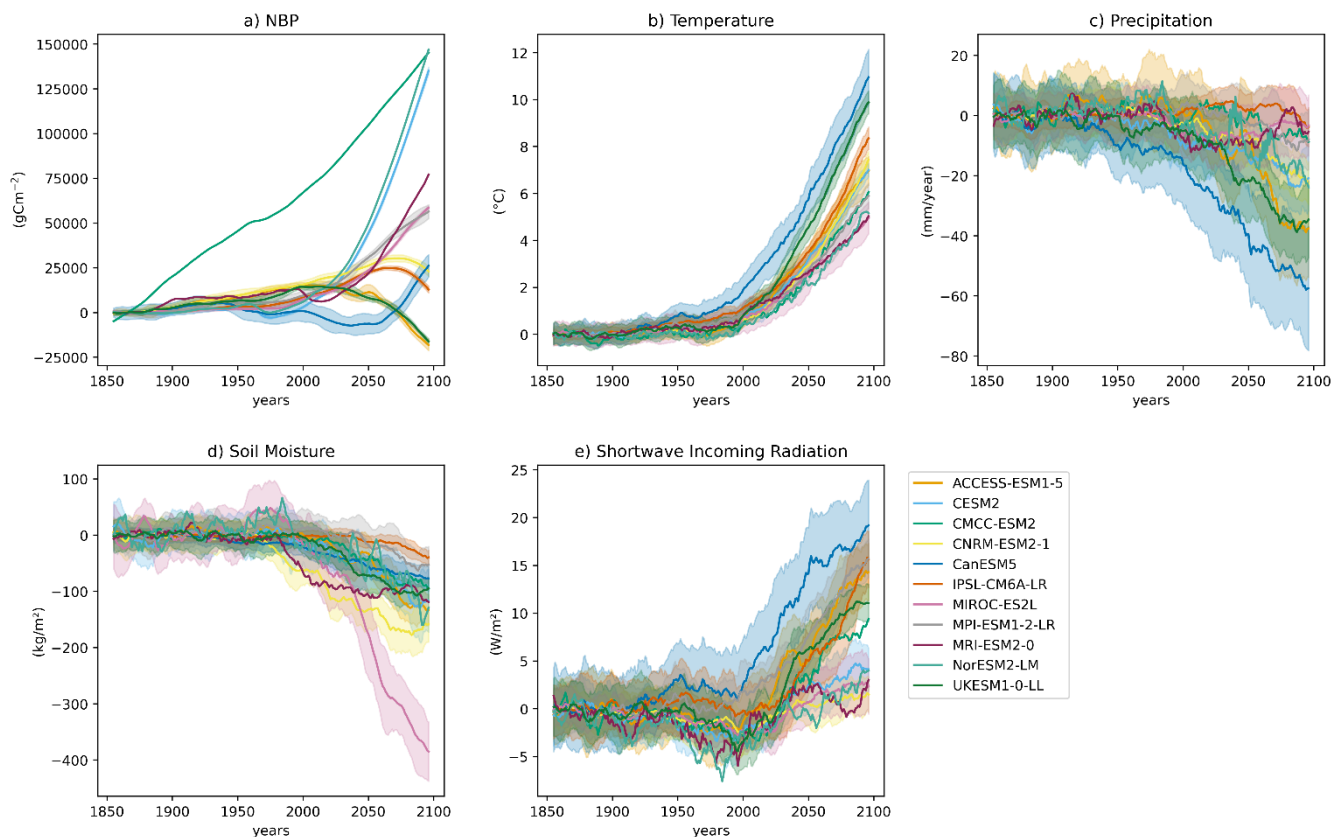 a) NBP
150000
125000
100000
75000
50000
25000
0
−25000
(gCm⁻²)
1850 1900 1950 2000 2050 2100
years
b) Temperature
12
10
8
6
4
2
0
(°C)
1850 1900 1950 2000 2050 2100
years
c) Precipitation
20
0
−20
−40
−60
−80
(mm/year)
1850 1900 1950 2000 2050 2100
years
d) Soil Moisture
100
0
−100
−200
−300
−400
(kg/m²)
1850 1900 1950 2000 2050 2100
years
e) Shortwave Incoming Radiation
25
20
15
10
5
0
−5
(W/m²)
1850 1900 1950 2000 2050 2100
years
ACCESS-ESM1-5
CESM2
CMCC-ESM2
CNRM-ESM2-1
CanESM5
IPSL-CM6A-LR
MIROC-ES2L
MPI-ESM1-2-LR
MRI-ESM2-0
NorESM2-LM
UKESM1-0-LL